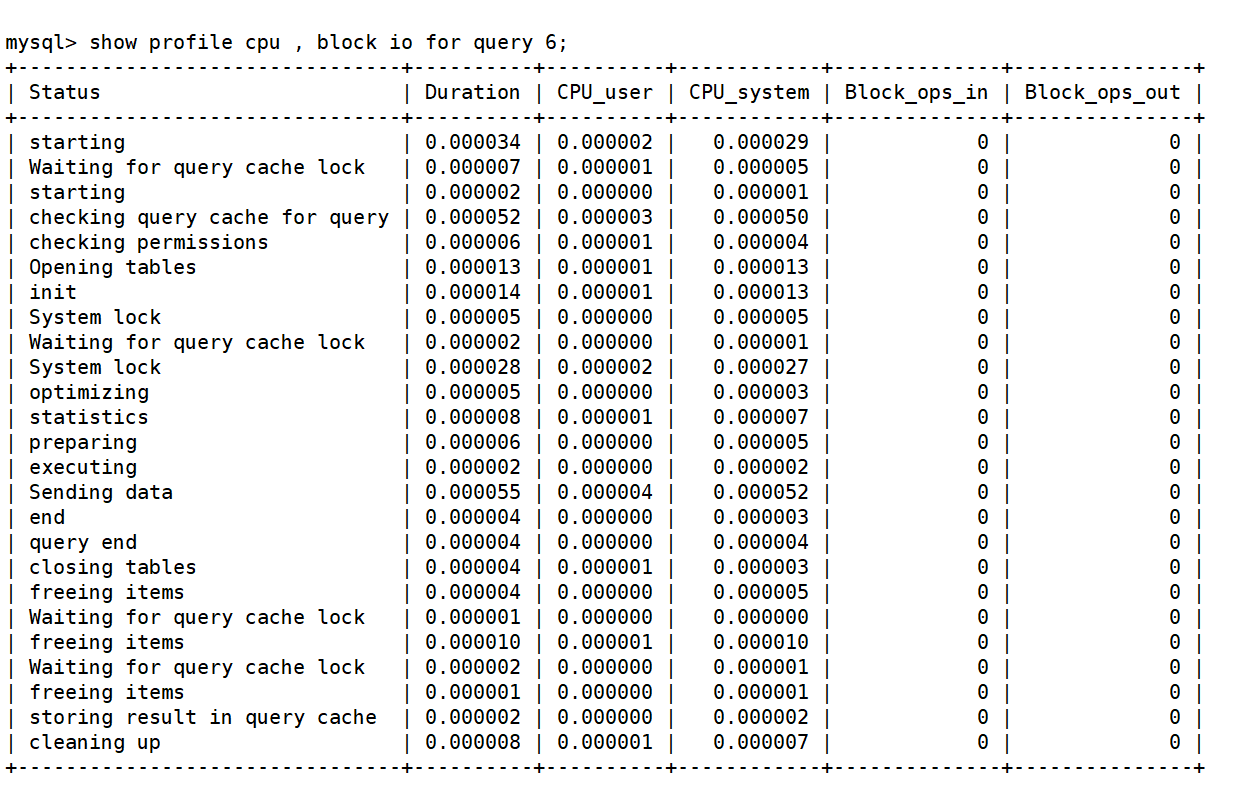 mysql> show profile cpu , block io for query 6;
+--------------------------------+----------+----------+------------+--------------+---------------+
| Status                         | Duration | CPU_user | CPU_system | Block_ops_in | Block_ops_out |
+--------------------------------+----------+----------+------------+--------------+---------------+
| starting                       | 0.000034 | 0.000002 |   0.000029 |            0 |             0 |
| Waiting for query cache lock   | 0.000007 | 0.000001 |   0.000005 |            0 |             0 |
| starting                       | 0.000002 | 0.000000 |   0.000001 |            0 |             0 |
| checking query cache for query | 0.000052 | 0.000003 |   0.000050 |            0 |             0 |
| checking permissions           | 0.000006 | 0.000001 |   0.000004 |            0 |             0 |
| Opening tables                 | 0.000013 | 0.000001 |   0.000013 |            0 |             0 |
| init                           | 0.000014 | 0.000001 |   0.000013 |            0 |             0 |
| System lock                    | 0.000005 | 0.000000 |   0.000005 |            0 |             0 |
| Waiting for query cache lock   | 0.000002 | 0.000000 |   0.000001 |            0 |             0 |
| System lock                    | 0.000028 | 0.000002 |   0.000027 |            0 |             0 |
| optimizing                     | 0.000005 | 0.000000 |   0.000003 |            0 |             0 |
| statistics                     | 0.000008 | 0.000001 |   0.000007 |            0 |             0 |
| preparing                      | 0.000006 | 0.000000 |   0.000005 |            0 |             0 |
| executing                      | 0.000002 | 0.000000 |   0.000002 |            0 |             0 |
| Sending data                   | 0.000055 | 0.000004 |   0.000052 |            0 |             0 |
| end                            | 0.000004 | 0.000000 |   0.000003 |            0 |             0 |
| query end                      | 0.000004 | 0.000000 |   0.000004 |            0 |             0 |
| closing tables                 | 0.000004 | 0.000001 |   0.000003 |            0 |             0 |
| freeing items                  | 0.000004 | 0.000000 |   0.000005 |            0 |             0 |
| Waiting for query cache lock   | 0.000001 | 0.000000 |   0.000000 |            0 |             0 |
| freeing items                  | 0.000010 | 0.000001 |   0.000010 |            0 |             0 |
| Waiting for query cache lock   | 0.000002 | 0.000000 |   0.000001 |            0 |             0 |
| freeing items                  | 0.000001 | 0.000000 |   0.000001 |            0 |             0 |
| storing result in query cache  | 0.000002 | 0.000000 |   0.000002 |            0 |             0 |
| cleaning up                    | 0.000008 | 0.000001 |   0.000007 |            0 |             0 |
+--------------------------------+----------+----------+------------+--------------+---------------+